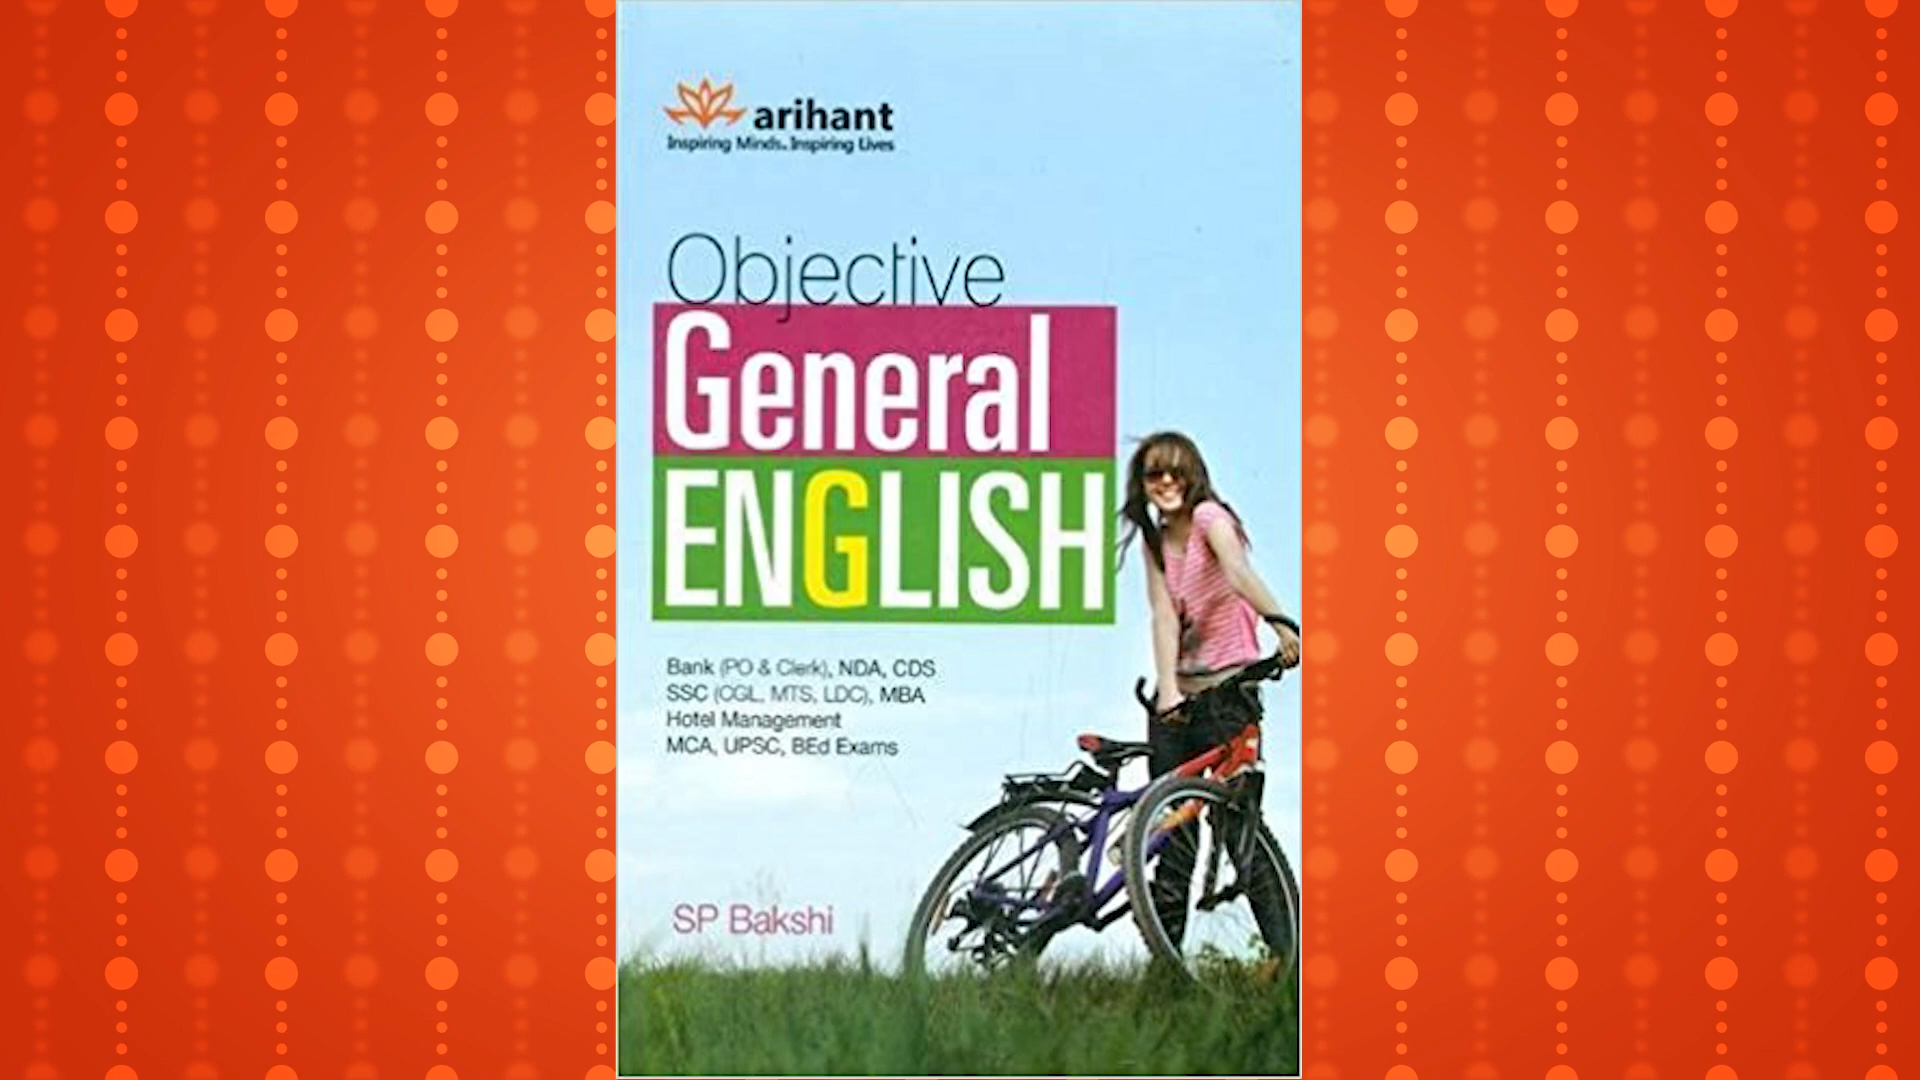 arihant
Inspiring Minds. Inspiring Lives
Objective
General
ENGLISH
Bank (PO & Clerk), NDA, CDS
SSC (CGL, MTS, LDC), MBA
Hotel Management
MCA, UPSC, BEd Exams
SP Bakshi